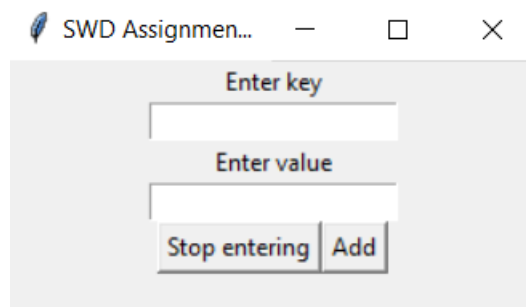 SWD Assignmen...
Enter key
Enter value
Stop entering Add